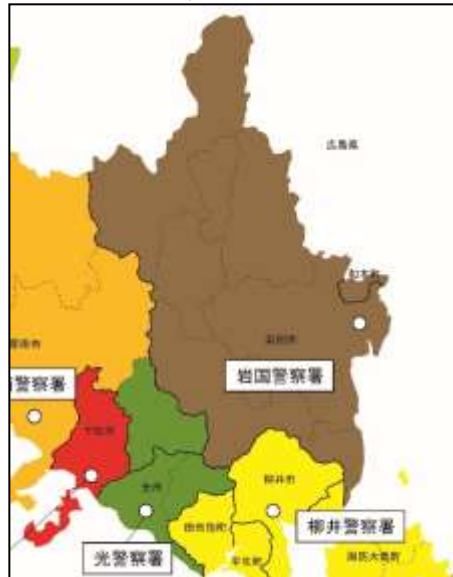 広島県
和木町
岩国市
岩国警察署
警察署
下松市
光市
柳井市
田布施町
柳井警察署
平生町
周防大島町
光警察署